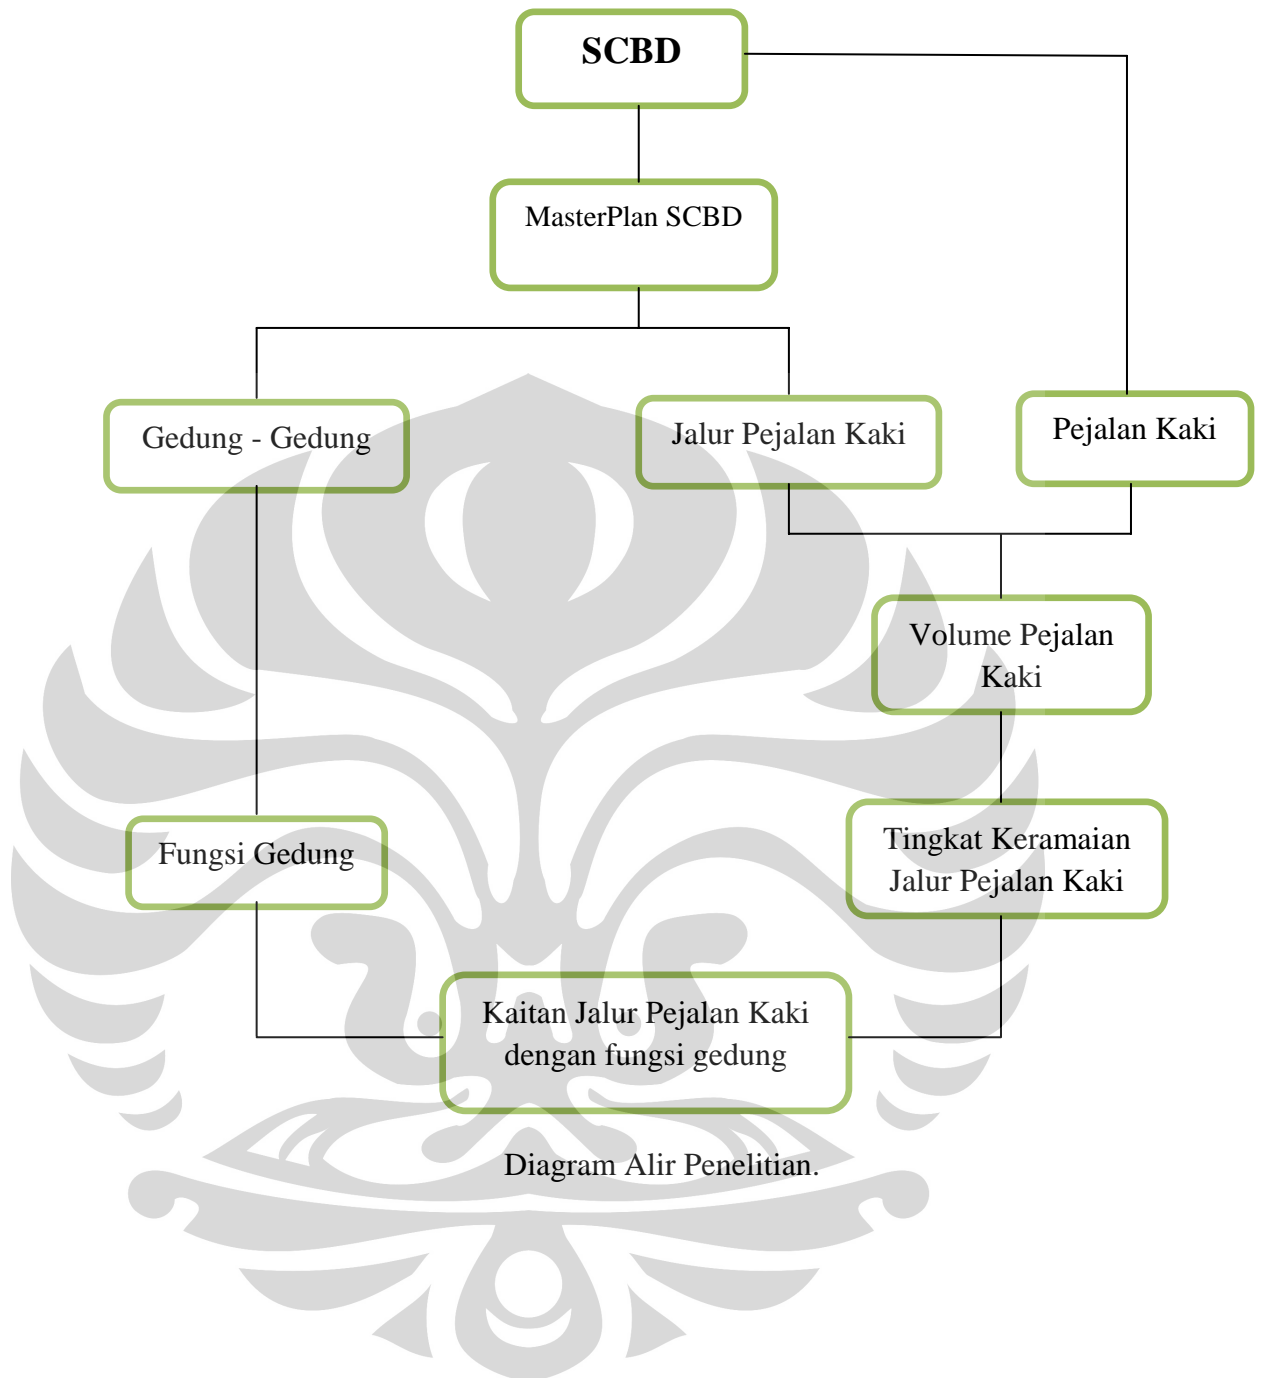 SCBD
MasterPlan SCBD
Gedung - Gedung
Jalur Pejalan Kaki
Pejalan Kaki
Volume Pejalan
Kaki
Fungsi Gedung
Tingkat Keramaian
Jalur Pejalan Kaki
Kaitan Jalur Pejalan Kaki
dengan fungsi gedung
Diagram Alir Penelitian.